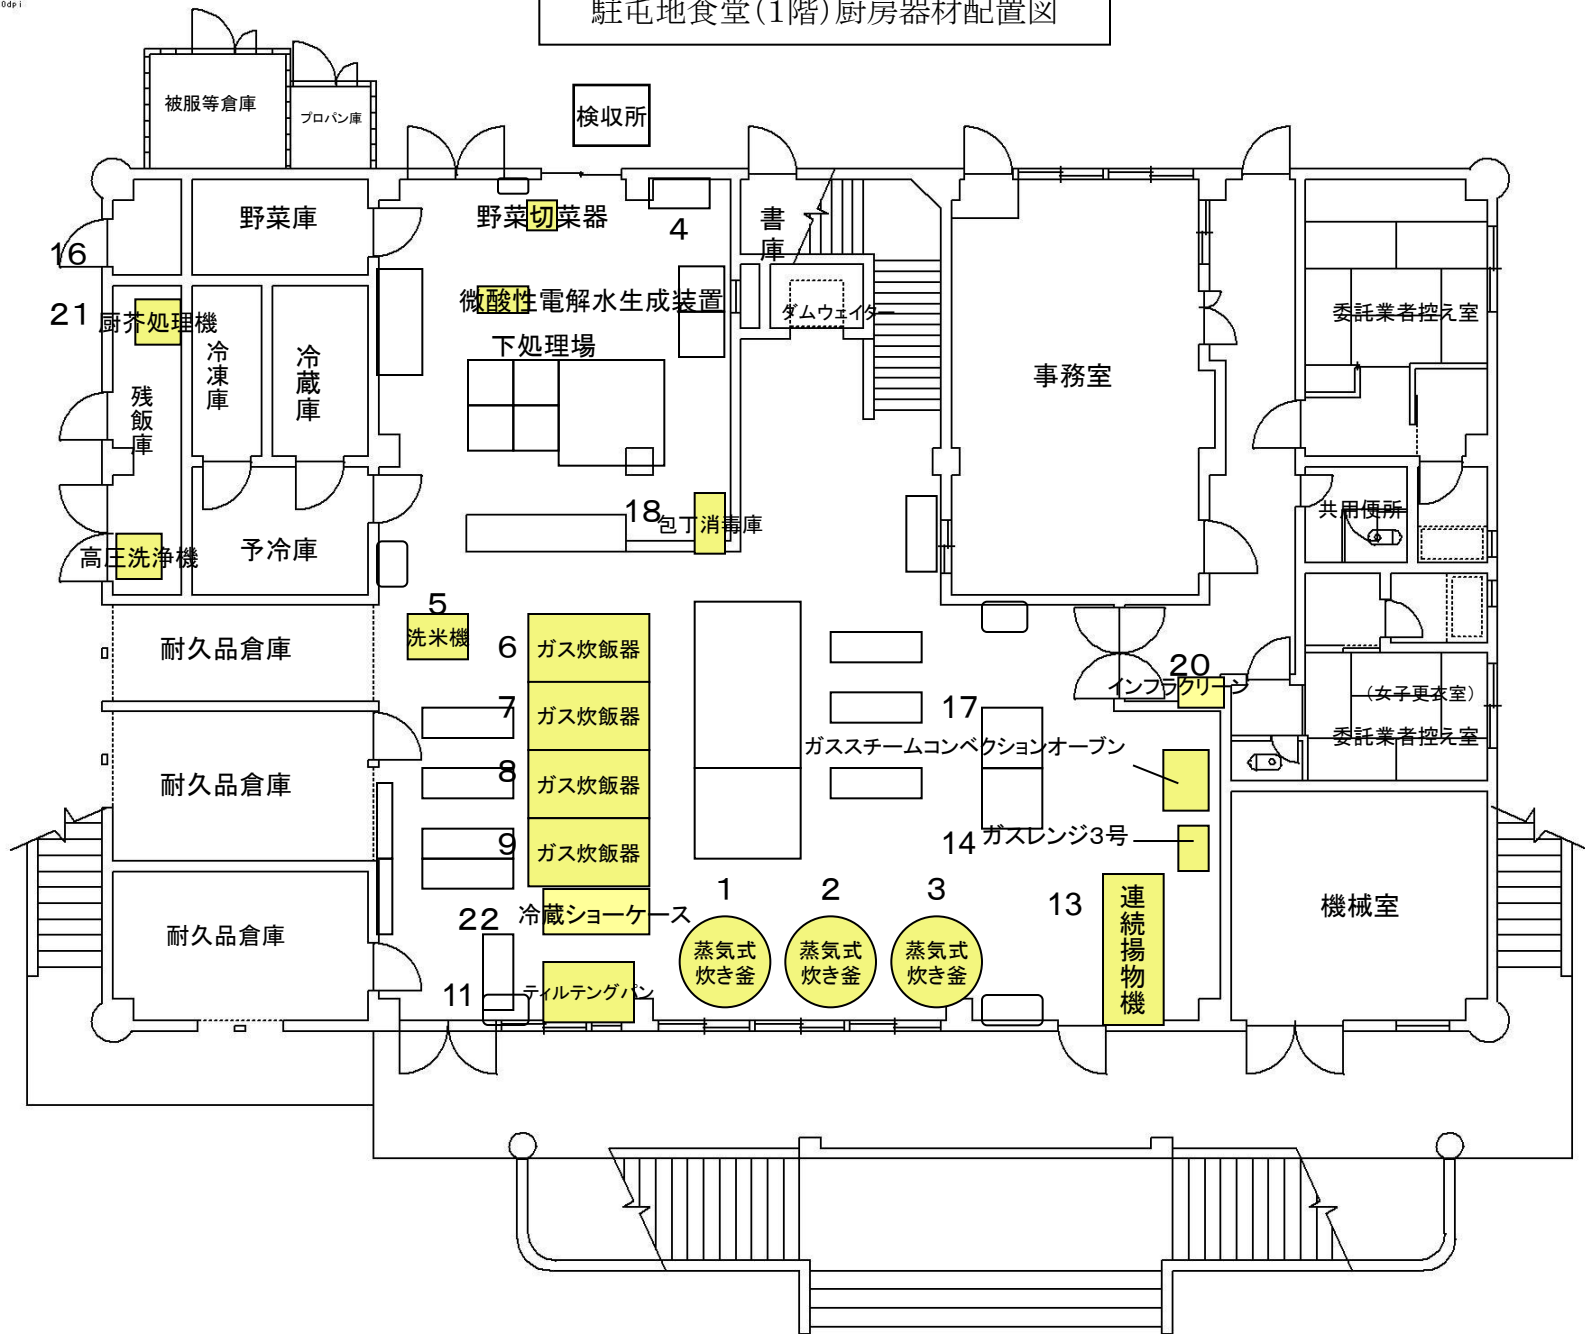 0dpi
駐屯地食堂(1階)厨房器材配置図
被服等倉庫
プロパン庫
検収所
野菜庫
野菜切菜器
4
書庫
16
21
厨芥処理機
微酸性電解水生成装置
ダムウェイター
委託業者控え室
下処理場
冷凍庫
冷蔵庫
事務室
残飯庫
18
包丁消毒庫
共用便所
高圧洗浄機
予冷庫
5
洗米機
6
ガス炊飯器
耐久品倉庫
20
インフラクリーン
(女子更衣室)
委託業者控え室
7
ガス炊飯器
17
ガススチームコンベクションオーブン
8
ガス炊飯器
耐久品倉庫
9
ガス炊飯器
14
ガスレンジ3号
1
2
3
13
連続揚物機
機械室
22
冷蔵ショーケース
耐久品倉庫
蒸気式
炊き釜
蒸気式
炊き釜
蒸気式
炊き釜
11
ティルテングパン